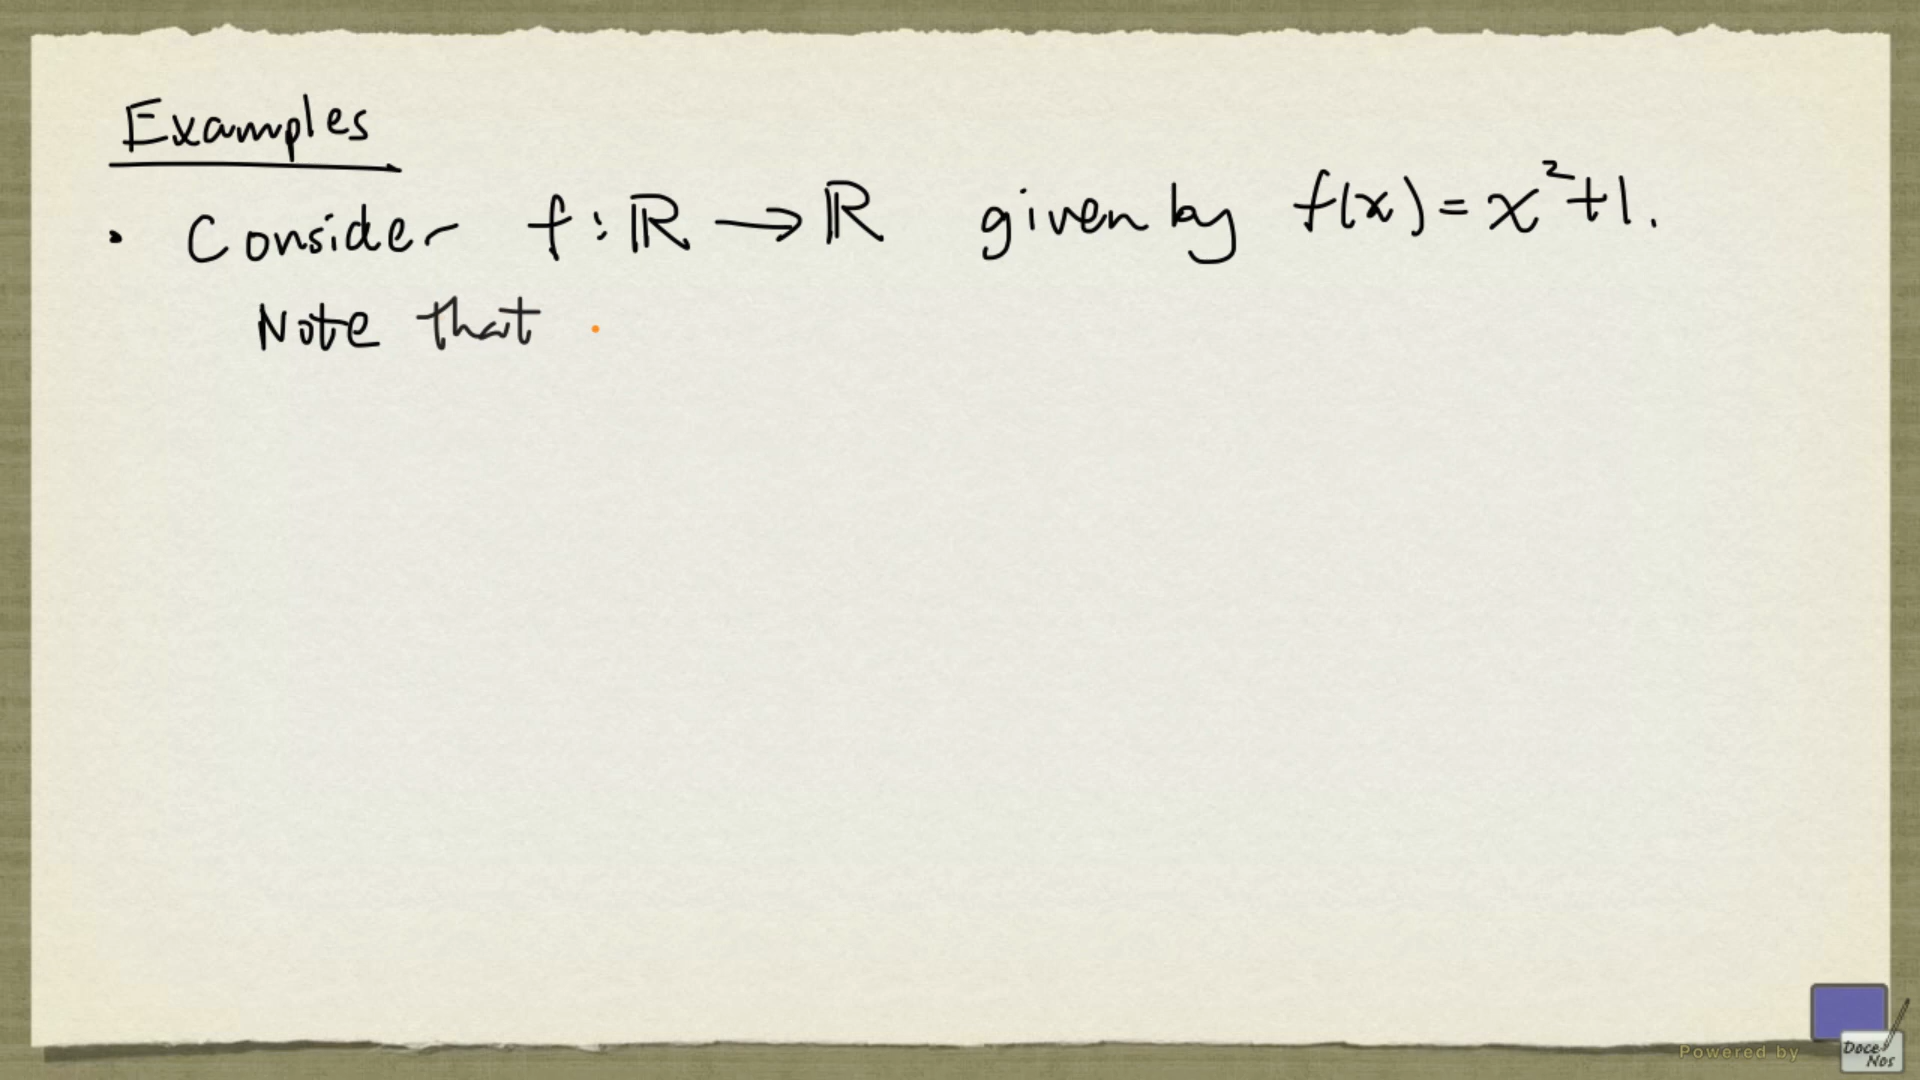 Examples
• Consider f : ℝ → ℝ given by f(x) = x²+1.
Note that
Powered by
Doce
Nos